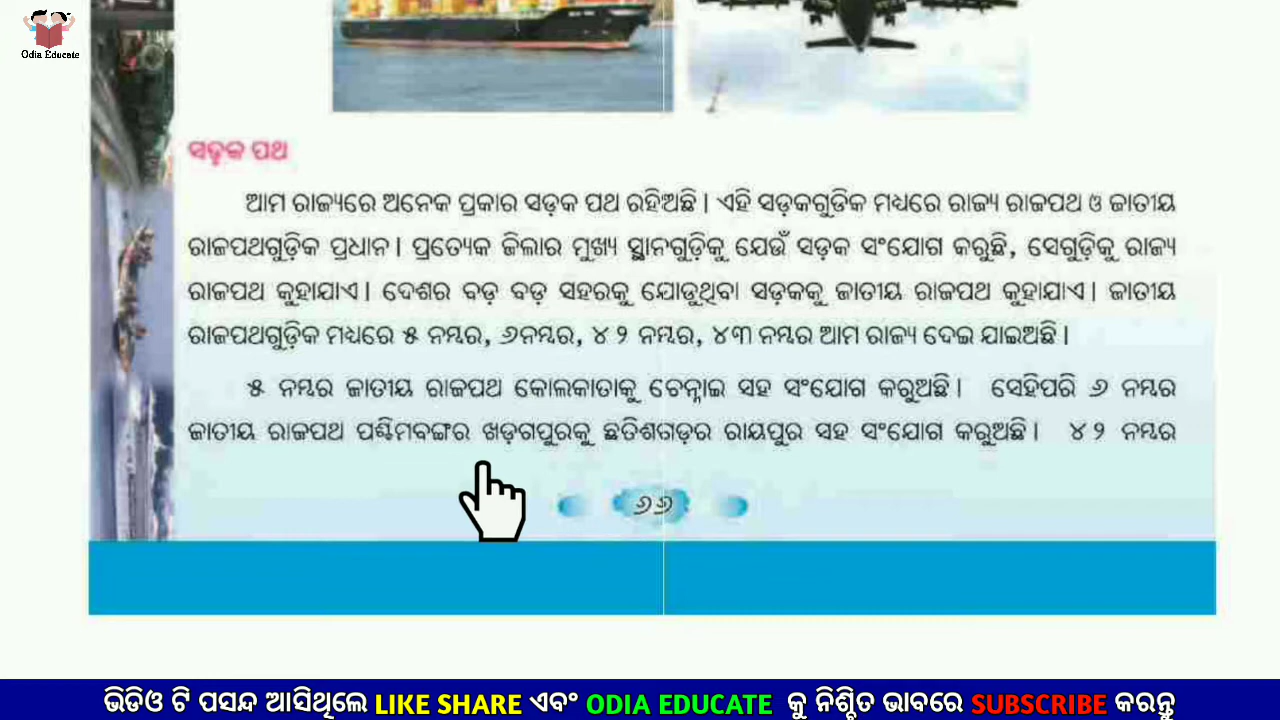 Odia Educate
ସଡ଼କ ପଥ
ଆମ ରାଜ୍ୟରେ ଅନେକ ପ୍ରକାର ସଡ଼କ ପଥ ରହିଅଛି। ଏହି ସଡ଼କଗୁଡିକ ମଧ୍ୟରେ ରାଜ୍ୟ ରାଜପଥ ଓ ଜାତୀୟ
ରାଜପଥଗୁଡ଼ିକ ପ୍ରଧାନ। ପ୍ରତ୍ୟେକ ଜିଲାର ମୁଖ୍ୟ ସ୍ଥାନଗୁଡ଼ିକୁ ଯେଉଁ ସଡ଼କ ସଂଯୋଗ କରୁଛି, ସେଗୁଡ଼ିକୁ ରାଜ୍ୟ
ରାଜପଥ କୁହାଯାଏ। ଦେଶର ବଡ଼ ବଡ଼ ସହରକୁ ଯୋଡୁଥିବା ସଡ଼କକୁ ଜାତୀୟ ରାଜପଥ କୁହାଯାଏ। ଜାତୀୟ
ରାଜପଥଗୁଡ଼ିକ ମଧ୍ୟରେ ୫ ନମ୍ବର, ୬ନମ୍ବର, ୪୨ ନମ୍ବର, ୪୩ ନମ୍ବର ଆମ ରାଜ୍ୟ ଦେଇ ଯାଇଅଛି।
୫ ନମ୍ବର ଜାତୀୟ ରାଜପଥ କୋଲକାତାକୁ ଚେନ୍ନାଇ ସହ ସଂଯୋଗ କରୁଅଛି। ସେହିପରି ୬ ନମ୍ବର
ଜାତୀୟ ରାଜପଥ ପଶ୍ଚିମବଙ୍ଗର ଖଡ଼ଗପୁରକୁ ଛତିଶଗଡ଼ର ରାୟପୁର ସହ ସଂଯୋଗ କରୁଅଛି। ୪୨ ନମ୍ବର
୬୬
ଭିଡିଓ ଟି ପସନ୍ଦ ଆସିଥିଲେ LIKE SHARE ଏବଂ ODIA EDUCATE କୁ ନିଶ୍ଚିତ ଭାବରେ SUBSCRIBE କରନ୍ତୁ